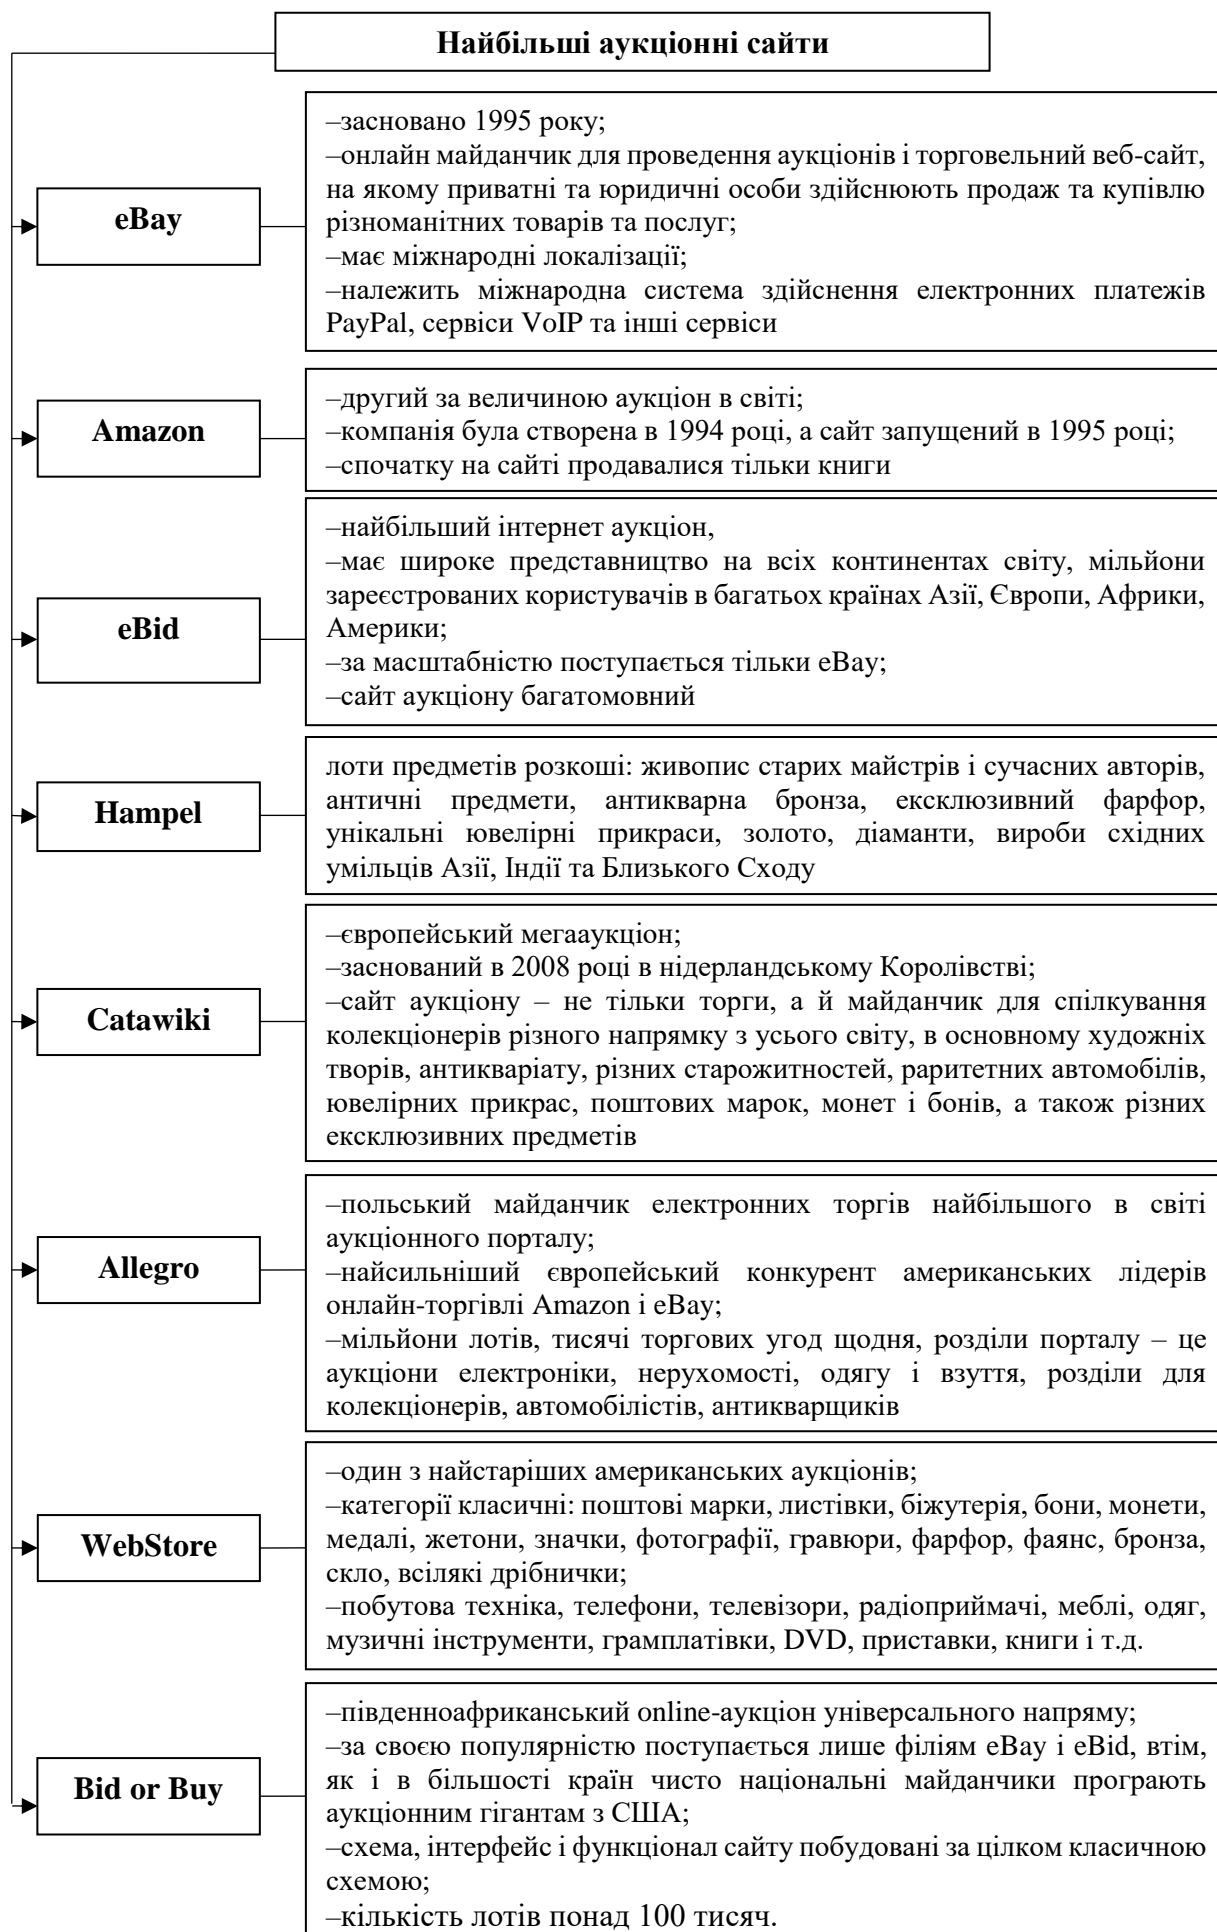 Найбільші аукціонні сайти
eBay
–засновано 1995 року;
–онлайн майданчик для проведення аукціонів і торговельний веб-сайт,
на якому приватні та юридичні особи здійснюють продаж та купівлю
різноманітних товарів та послуг;
–має міжнародні локалізації;
–належить міжнародна система здійснення електронних платежів
PayPal, сервіси VoIP та інші сервіси
Amazon
–другий за величиною аукціон в світі;
–компанія була створена в 1994 році, а сайт запущений в 1995 році;
–спочатку на сайті продавалися тільки книги
eBid
–найбільший інтернет аукціон,
–має широке представництво на всіх континентах світу, мільйони
зареєстрованих користувачів в багатьох країнах Азії, Європи, Африки,
Америки;
–за масштабністю поступається тільки eBay;
–сайт аукціону багатомовний
Hampel
лоти предметів розкоші: живопис старих майстрів і сучасних авторів,
античні предмети, антикварна бронза, ексклюзивний фарфор,
унікальні ювелірні прикраси, золото, діаманти, вироби східних
умільців Азії, Індії та Близького Сходу
Catawiki
–європейський мегааукціон;
–заснований в 2008 році в нідерландському Королівстві;
–сайт аукціону – не тільки торги, а й майданчик для спілкування
колекціонерів різного напрямку з усього світу, в основному художніх
творів, антикваріату, різних старожитностей, раритетних автомобілів,
ювелірних прикрас, поштових марок, монет і бонів, а також різних
ексклюзивних предметів
Allegro
–польський майданчик електронних торгів найбільшого в світі
аукціонного порталу;
–найсильніший європейський конкурент американських лідерів
онлайн-торгівлі Amazon і eBay;
–мільйони лотів, тисячі торгових угод щодня, розділи порталу – це
аукціони електроніки, нерухомості, одягу і взуття, розділи для
колекціонерів, автомобілістів, антикварщиків
WebStore
–один з найстаріших американських аукціонів;
–категорії класичні: поштові марки, листівки, біжутерія, бони, монети,
медалі, жетони, значки, фотографії, гравюри, фарфор, фаянс, бронза,
скло, всілякі дрібнички;
–побутова техніка, телефони, телевізори, радіоприймачі, меблі, одяг,
музичні інструменти, грамплатівки, DVD, приставки, книги і т.д.
Bid or Buy
–південноафриканський online-аукціон універсального напряму;
–за своєю популярністю поступається лише філіям eBay і eBid, втім,
як і в більшості країн чисто національні майданчики програють
аукціонним гігантам з США;
–схема, інтерфейс і функціонал сайту побудовані за цілком класичною
схемою;
–кількість лотів понад 100 тисяч.